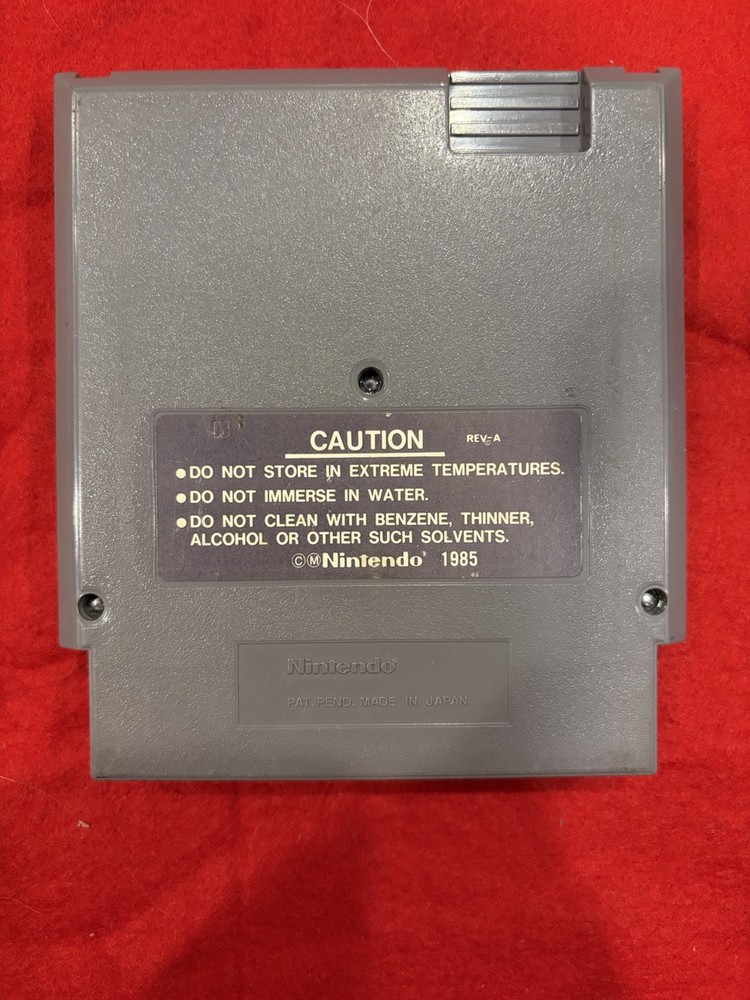 CAUTION REV-A
●DO NOT STORE IN EXTREME TEMPERATURES.
●DO NOT IMMERSE IN WATER.
●DO NOT CLEAN WITH BENZENE, THINNER,
ALCOHOL OR OTHER SUCH SOLVENTS.
ⒸⓂNintendo® 1985
Nintendo®
PAT. PEND. MADE IN JAPAN